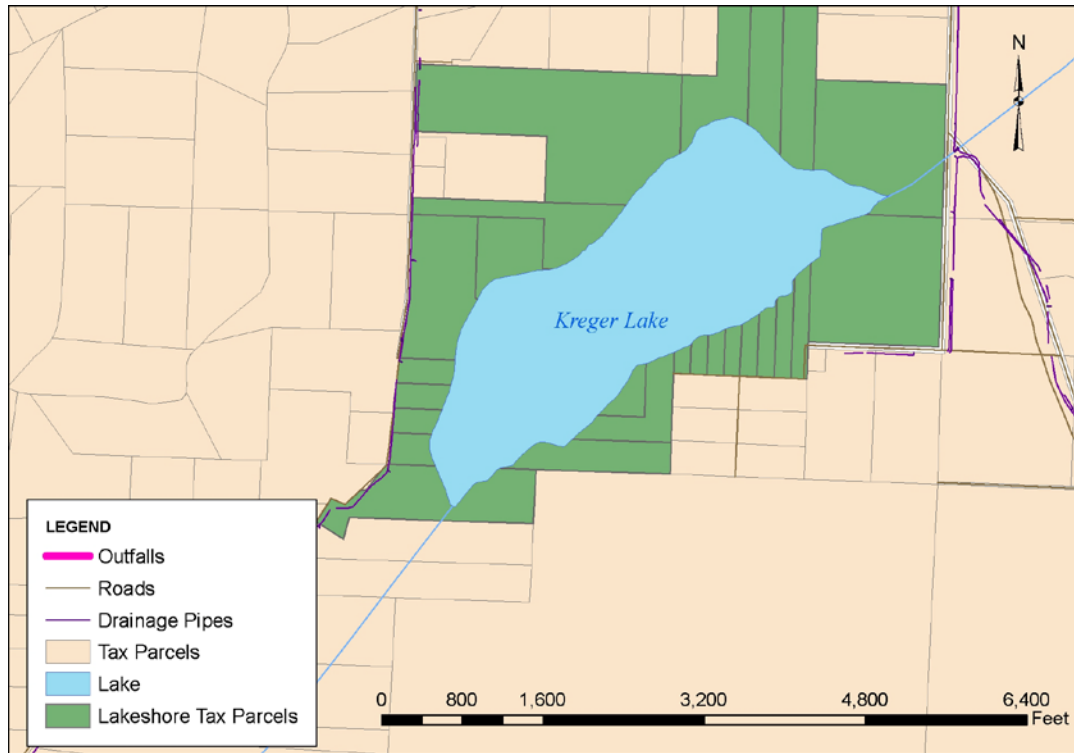 N
Kreger Lake
LEGEND
Outfalls
Roads
Drainage Pipes
Tax Parcels
Lake
Lakeshore Tax Parcels
0 800 1,600 3,200 4,800 6,400
Feet